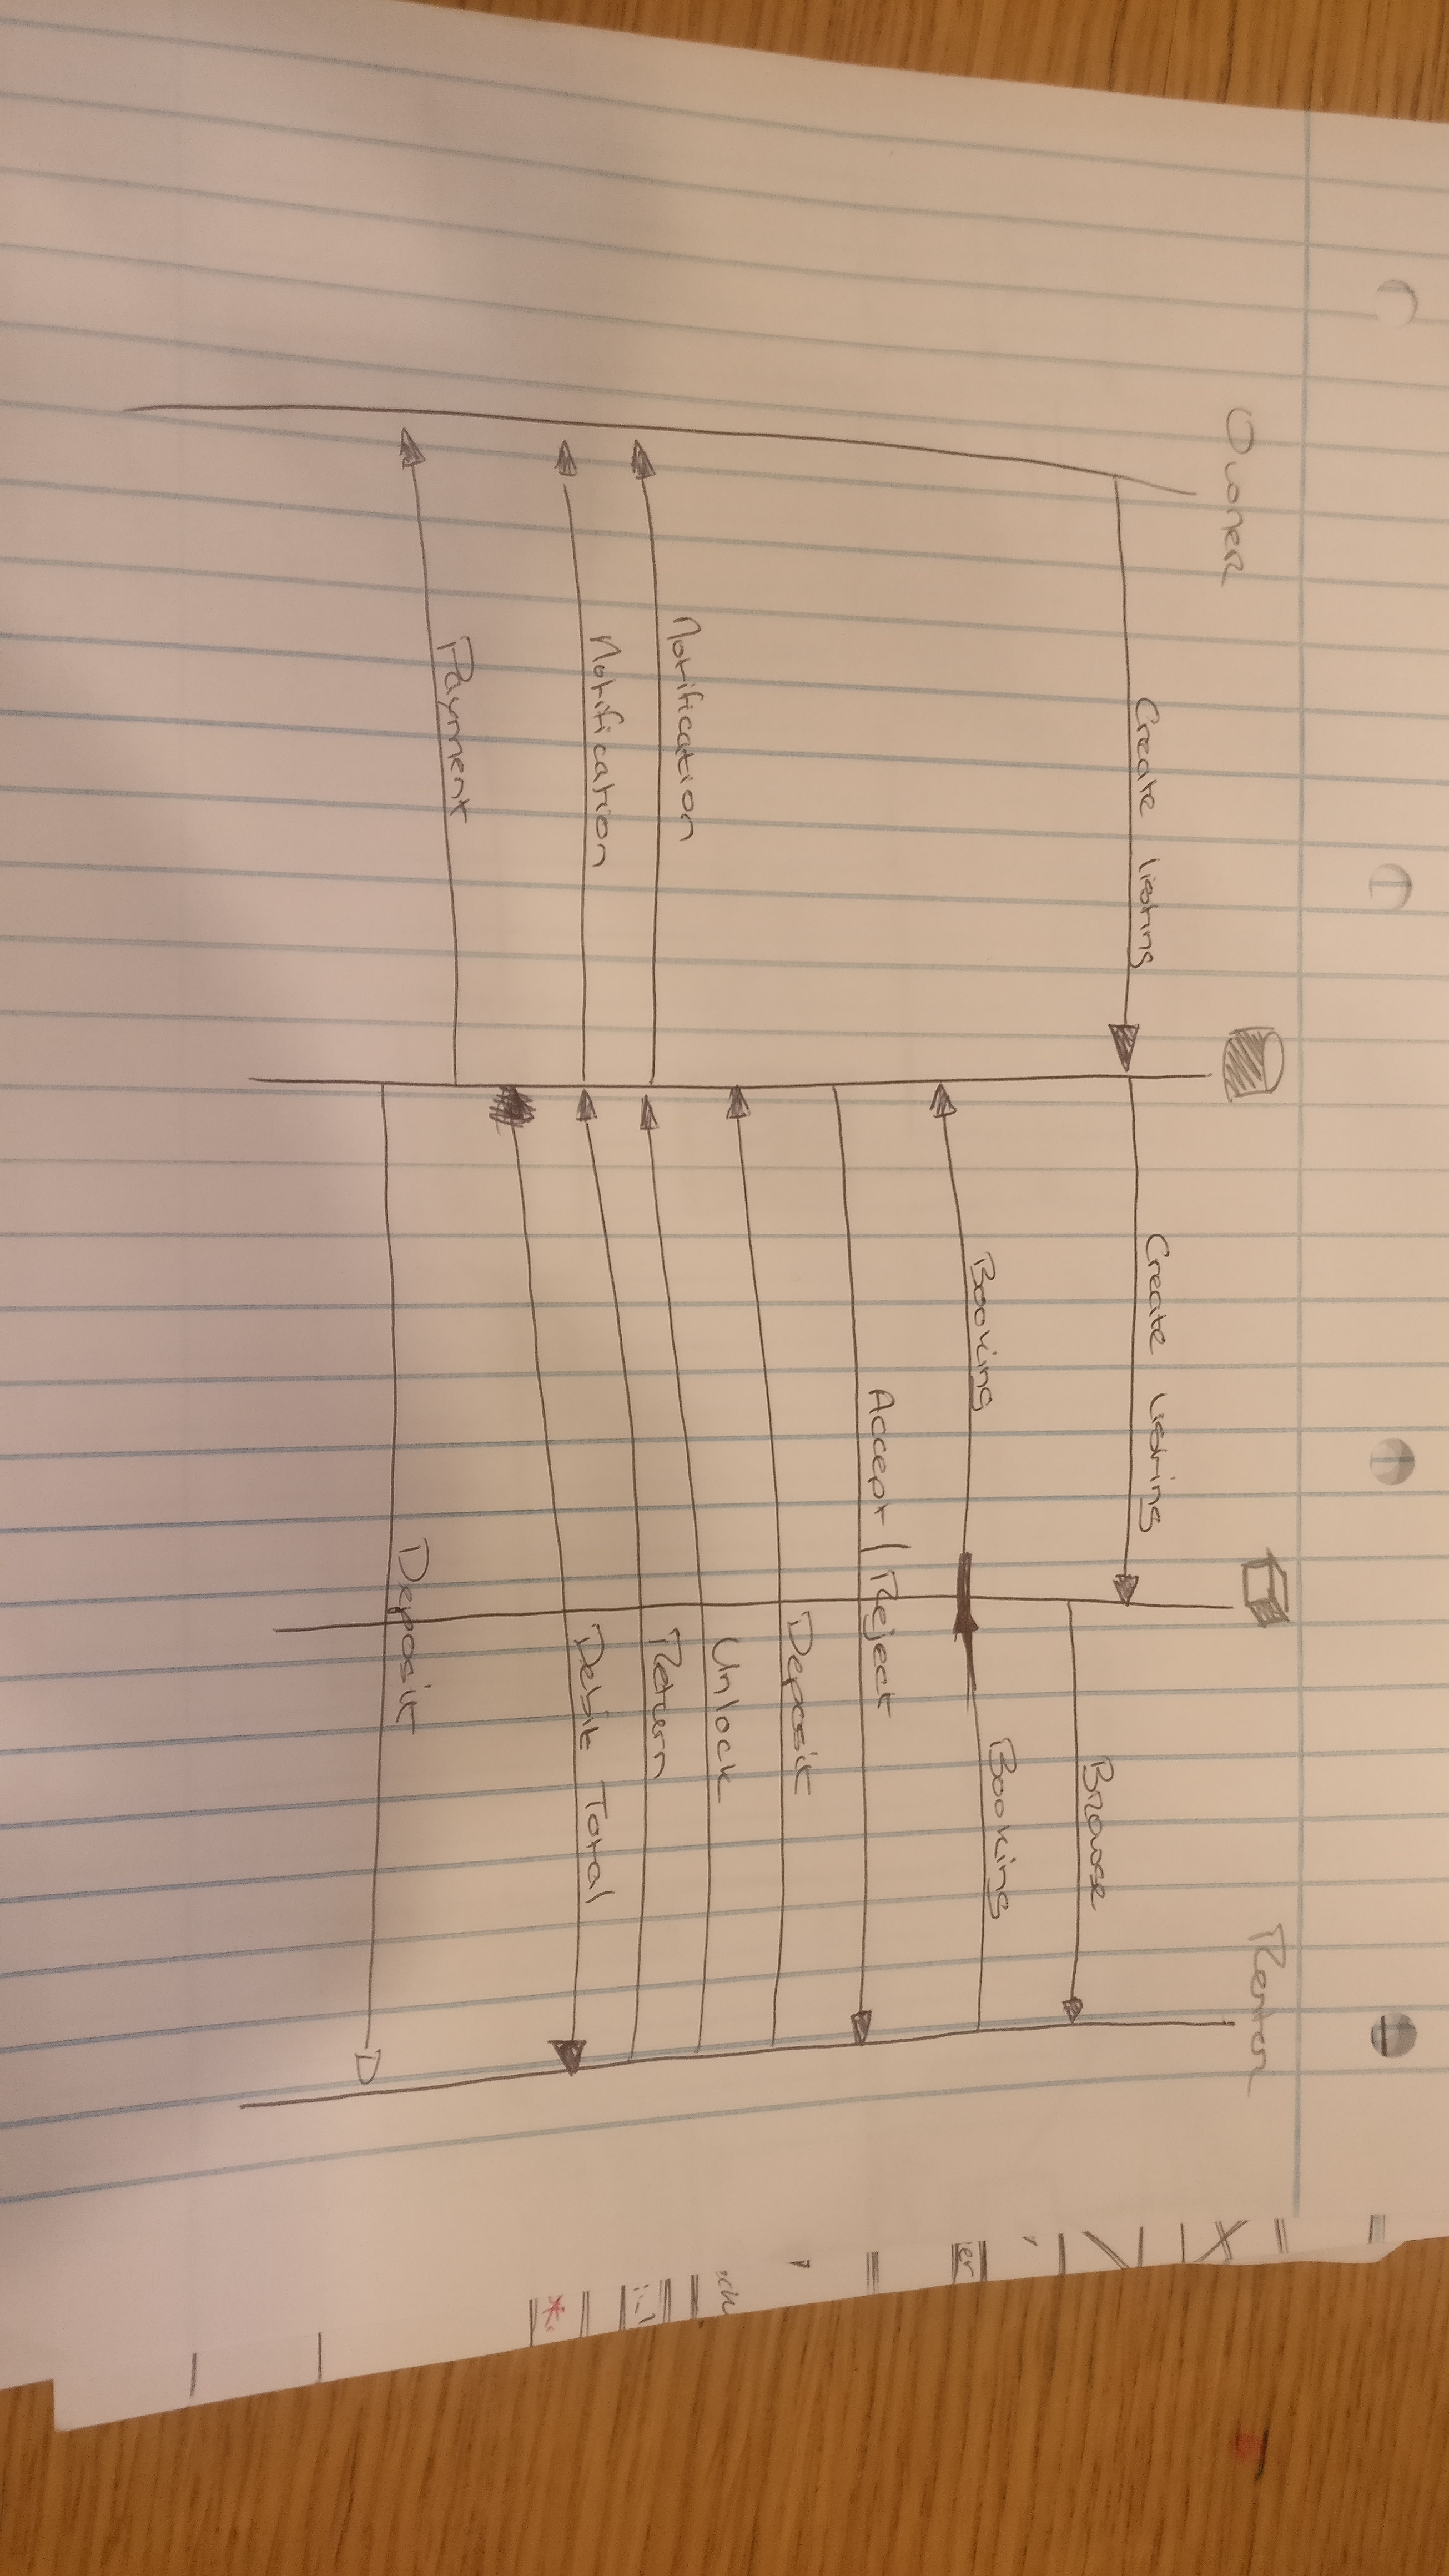 Owner
Renter
Create listing
Create listing
Browse
Booking
Booking
Accept / Reject
Deposit
Unlock
Notification
Return
Notification
Debit Total
Payment
Deposit